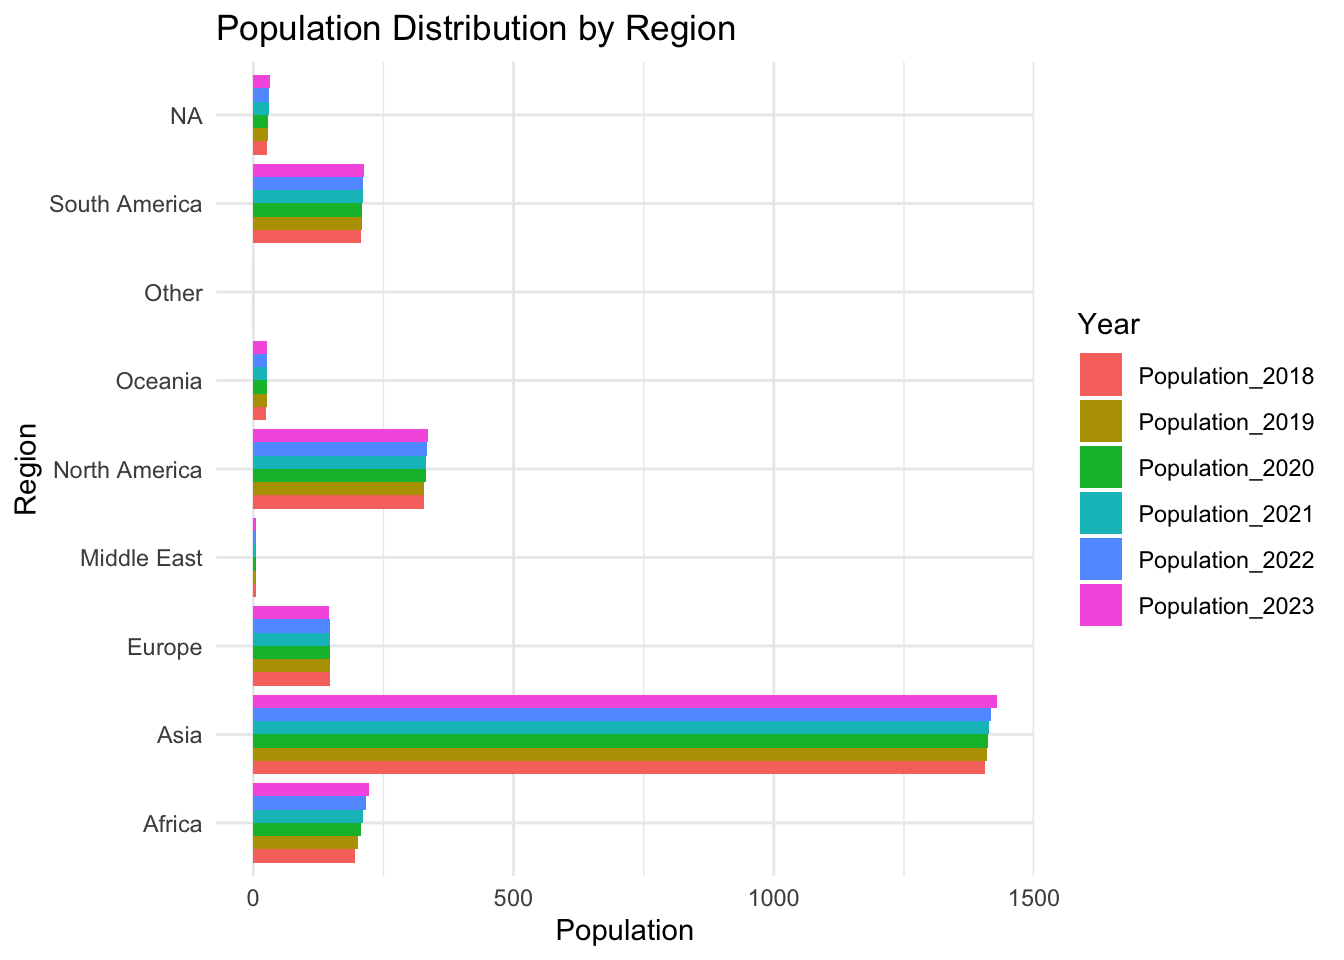 Population Distribution by Region
NA
South America
Other
Oceania
North America
Middle East
Europe
Asia
Africa
Region
0 500 1000 1500
Population
Year
Population_2018
Population_2019
Population_2020
Population_2021
Population_2022
Population_2023